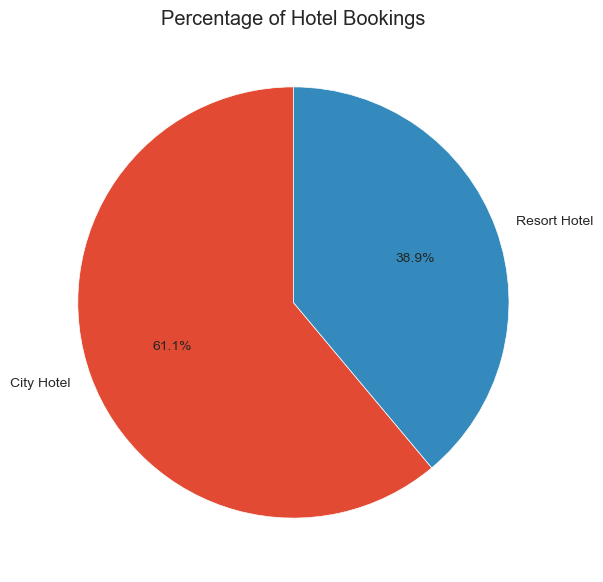 Percentage of Hotel Bookings
Resort Hotel
38.9%
61.1%
City Hotel